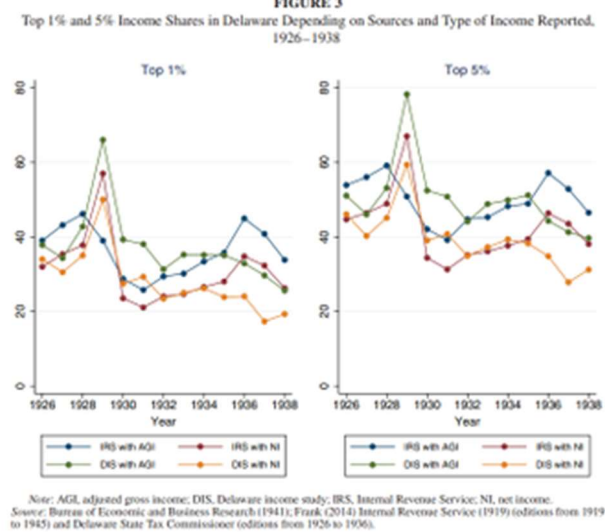 FIGURE 3
Top 1% and 5% Income Shares in Delaware Depending on Sources and Type of Income Reported,
1926–1938
Top 1%
Top 5%
80
60
40
20
0
1926 1928 1930 1932 1934 1936 1938
Year
80
60
40
20
0
1926 1928 1930 1932 1934 1936 1938
Year
IRS with AGI
IRS with NI
DIS with AGI
DIS with NI
IRS with AGI
IRS with NI
DIS with AGI
DIS with NI
Note: AGI, adjusted gross income; DIS, Delaware income study; IRS, Internal Revenue Service; NI, net income.
Source: Bureau of Economic and Business Research (1941); Frank (2014) Internal Revenue Service (1919) (editions from 1919
to 1945) and Delaware State Tax Commissioner (editions from 1926 to 1936).